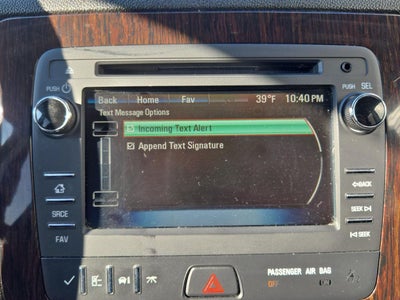 PUSH
PUSH
SEL
Back Home Fav 39°F 10:40 PM
Text Message Options
Incoming Text Alert
Append Text Signature
BACK
SRCE
SEEK
FAV
SEEK
PASSENGER AIR BAG
OFF
ON